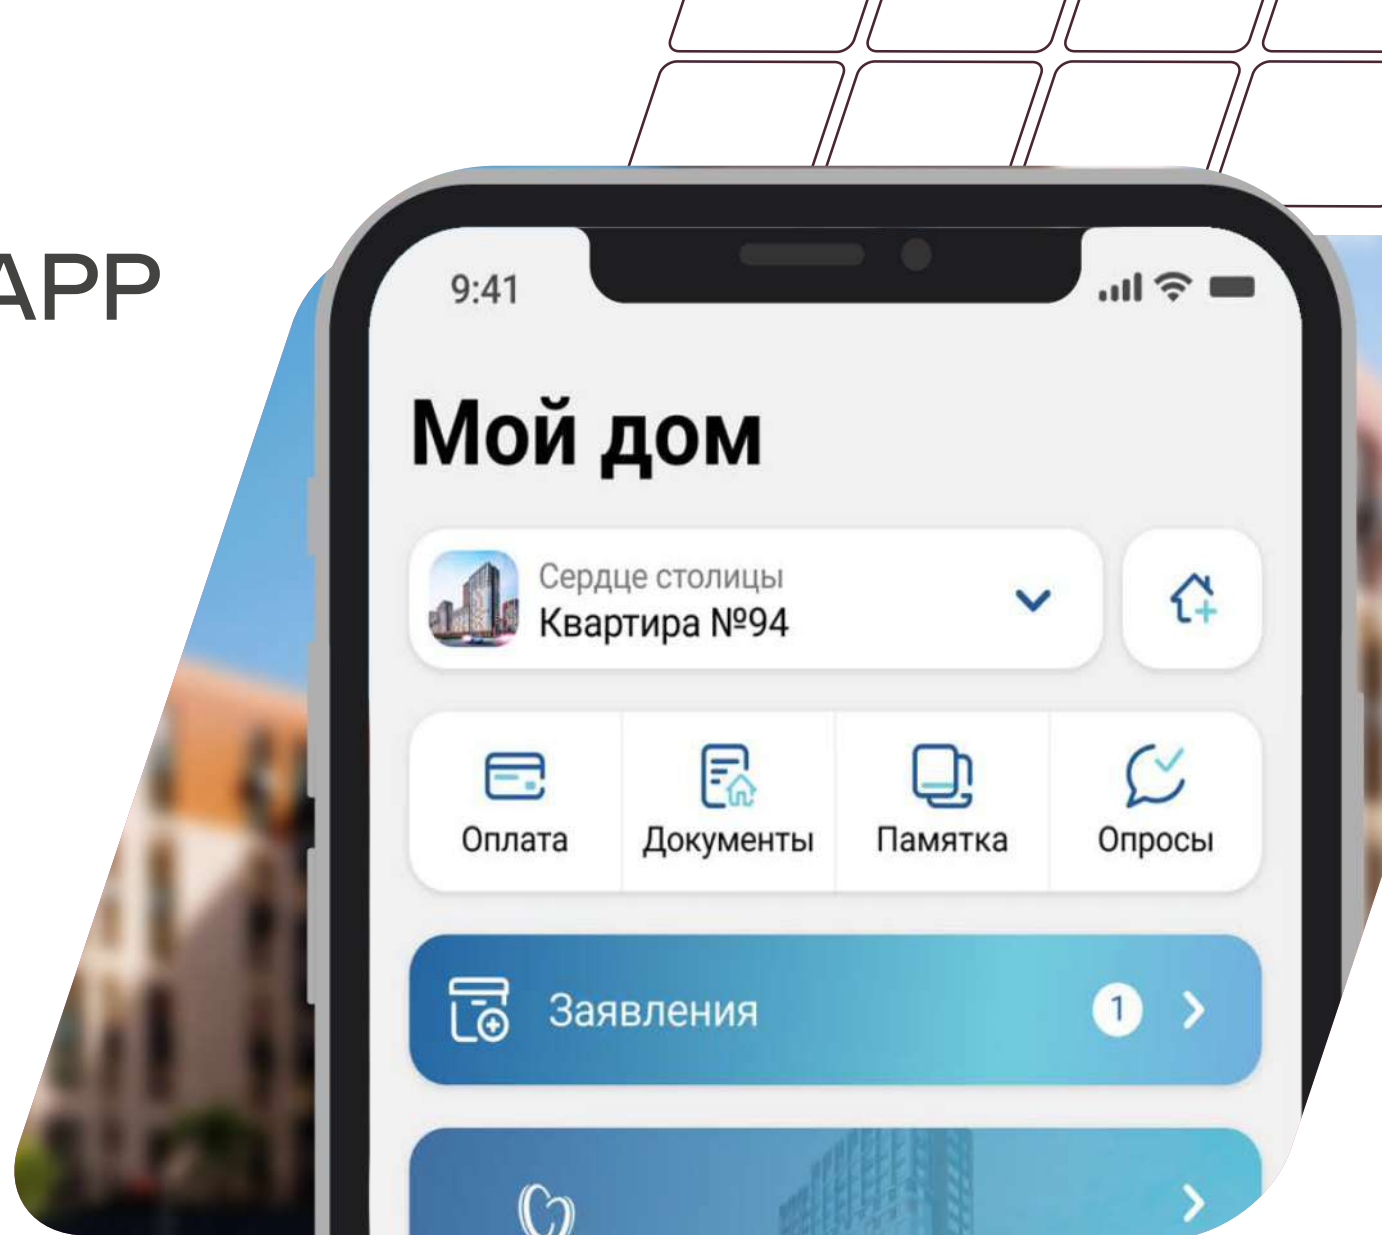 APP
9:41
Мой дом
Сердце столицы
Квартира №94
Оплата
Документы
Памятка
Опросы
Заявления
1